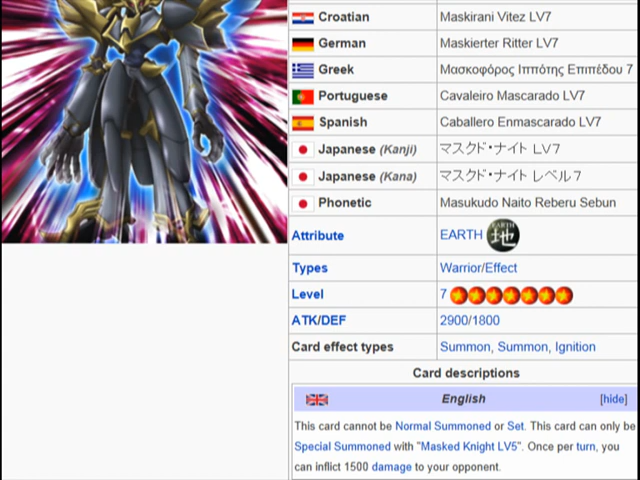 Croatian Maskirani Vitez LV7
German Maskierter Ritter LV7
Greek Μασκοφόρος Ιππότης Επιπέδου 7
Portuguese Cavaleiro Mascarado LV7
Spanish Caballero Enmascarado LV7
Japanese (Kanji) マスクド・ナイト LV7
Japanese (Kana) マスクド・ナイト レベル7
Phonetic Masukudo Naito Reberu Sebun
Attribute EARTH EARTH 地
Types Warrior/Effect
Level 7
ATK/DEF 2900/1800
Card effect types Summon, Summon, Ignition
Card descriptions
English [hide]
This card cannot be Normal Summoned or Set. This card can only be
Special Summoned with "Masked Knight LV5". Once per turn, you
can inflict 1500 damage to your opponent.